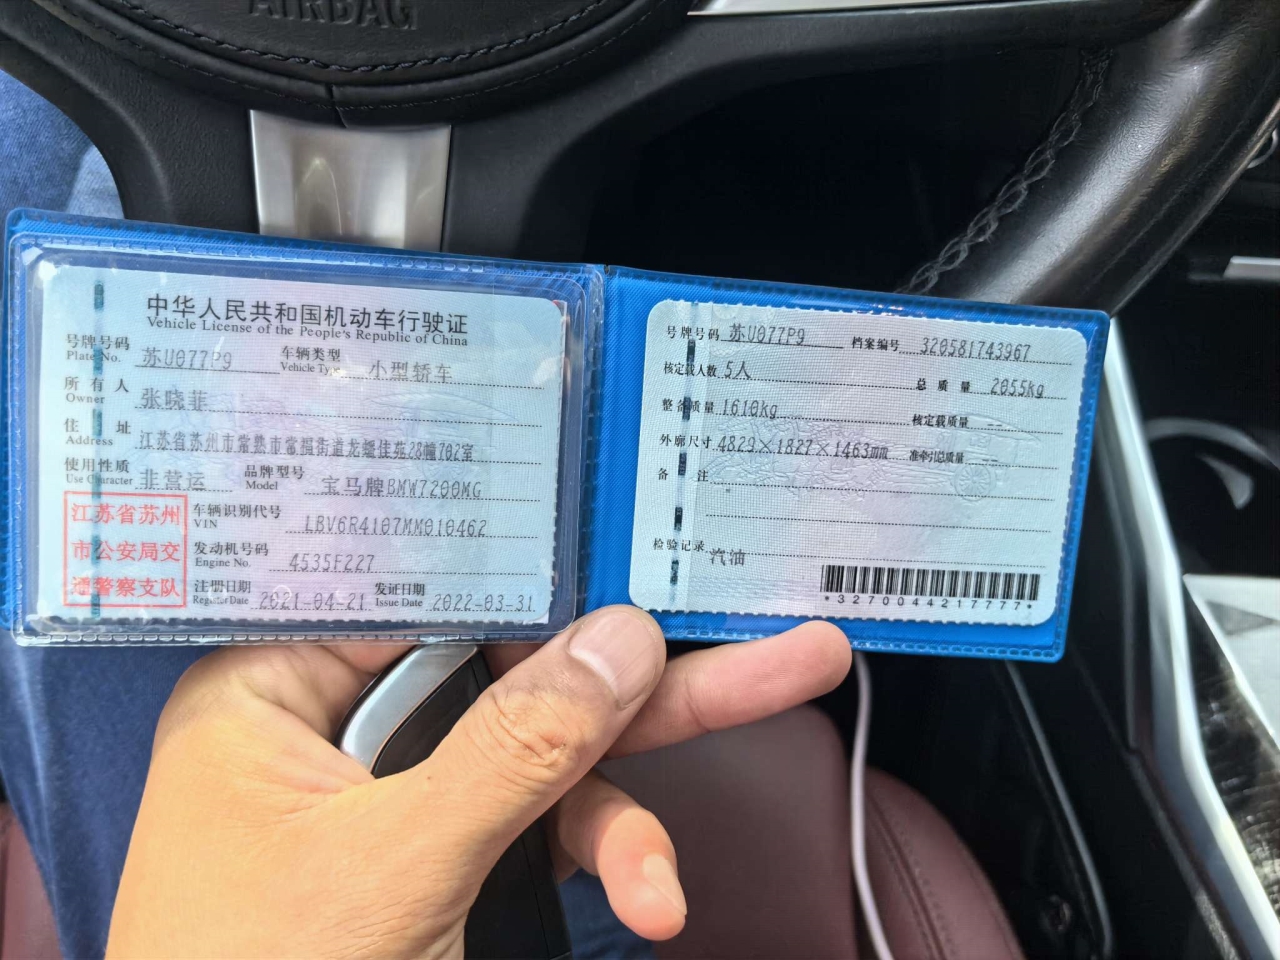 AIRBAG
中华人民共和国机动车行驶证
Vehicle License of the People's Republic of China
号牌号码 苏U077P9 车辆类型 小型轿车
Plate No. Vehicle Type
所有人 张晓菲
Owner
住址 江苏省苏州市常熟市常福街道龙蟠佳苑28幢702室
Address
使用性质 非营运 品牌型号 宝马牌BMW7200MG
Use Character Model
江苏省苏州
市公安局交
通警察支队
车辆识别代号 LBV6R4107MM010462
VIN
发动机号码 4535F227
Engine No.
注册日期 2021-04-21 发证日期 2022-03-31
Register Date Issue Date
号牌号码 苏U077P9 档案编号 320581743967
核定载人数 5人 总质量 2055kg
整备质量 1610kg 核定载质量 --
外廓尺寸 4829×1827×1463mm 准牵引总质量 --
备注
检验记录 汽油
*3270044217777*